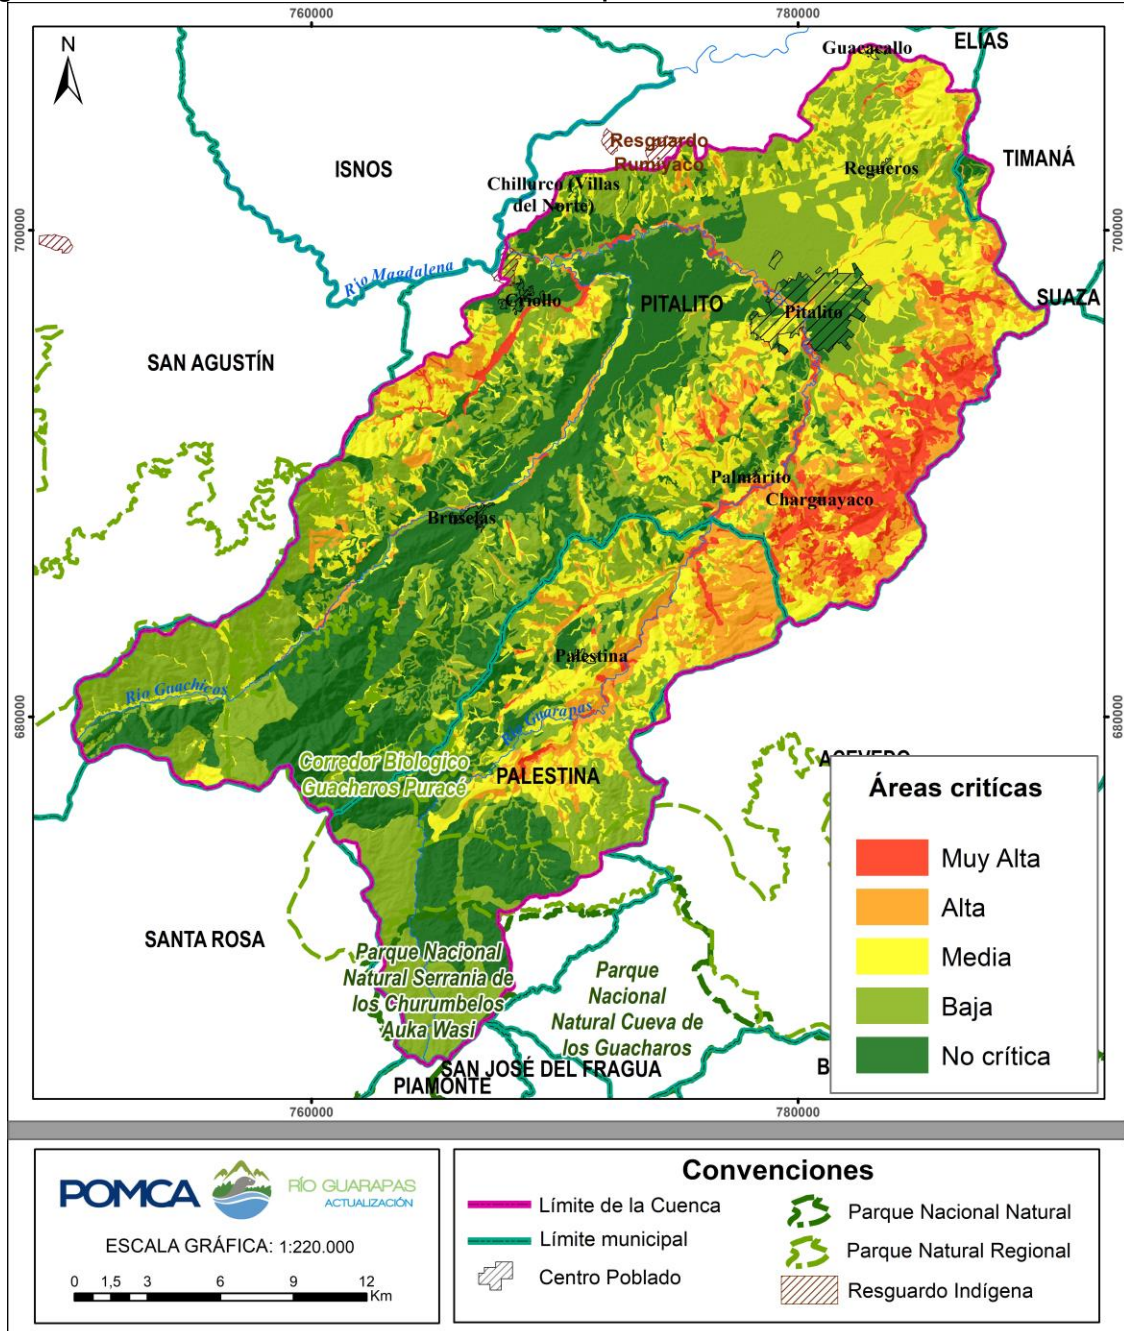 760000
780000
N
Guacacallo
ELIAS
Resguardo
Rumiyaco
ISNOS
TIMANÁ
Regueros
Chillurco (Villas
del Norte)
700000
700000
Río Magdalena
Criollo
PITALITO
Pitalito
SUAZA
SAN AGUSTÍN
Palmarito
Charguayaco
Bruselas
Palestina
Río Guachicos
Río Guarapas
680000
680000
Corredor Biologico
Guacharos Puracé
PALESTINA
ACEVEDO
Áreas critícas
Muy Alta
Alta
Media
Baja
No crítica
SANTA ROSA
Parque Nacional
Natural Serrania de
los Churumbelos
Auka Wasi
Parque
Nacional
Natural Cueva de
los Guacharos
SAN JOSÉ DEL FRAGUA
PIAMONTE
B
760000
780000
POMCA
RÍO GUARAPAS
ACTUALIZACIÓN
ESCALA GRÁFICA: 1:220.000
0 1,5 3 6 9 12
Km
Convenciones
Límite de la Cuenca
Límite municipal
Centro Poblado
Parque Nacional Natural
Parque Natural Regional
Resguardo Indígena